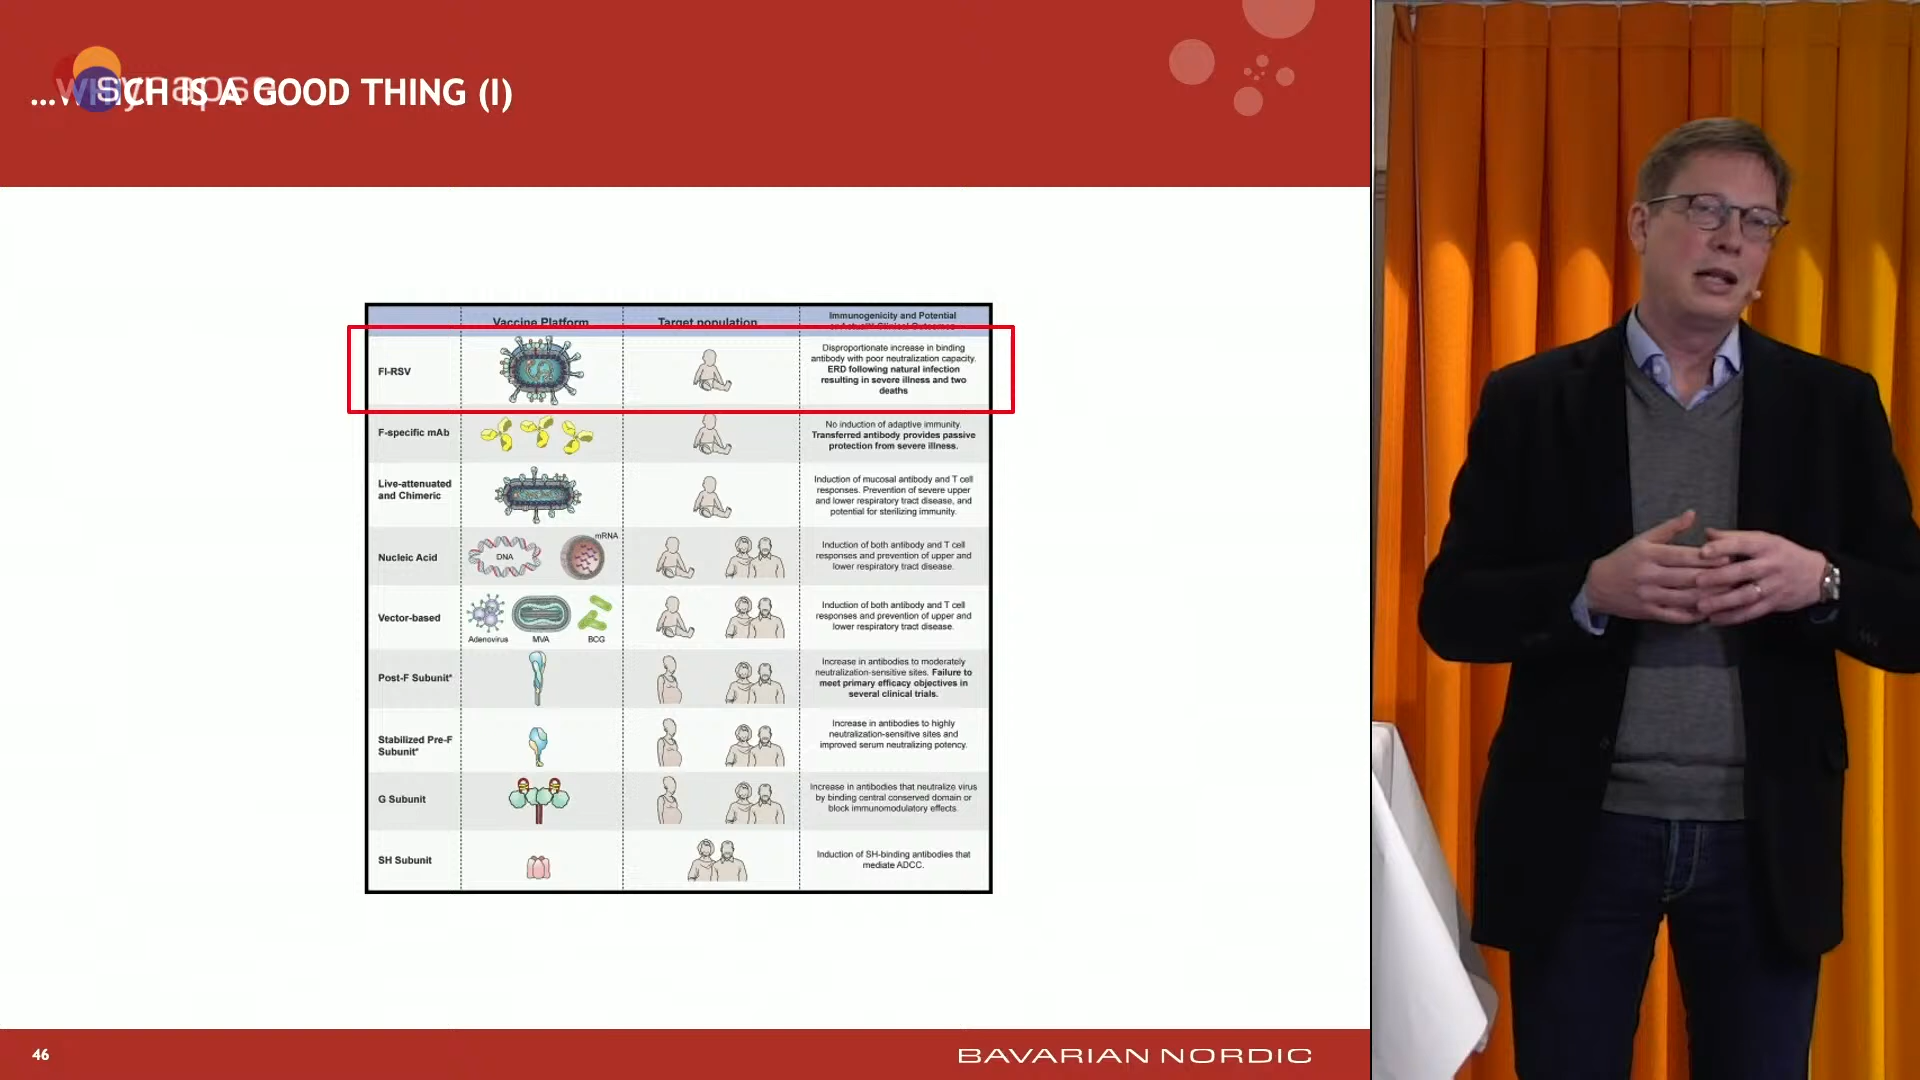 ...WHICH IS A GOOD THING (I)
synapse
Vaccine Platform
Target population
Immunogenicity and Potential
or Actual** Clinical Outcomes
FI-RSV
Disproportionate increase in binding
antibody with poor neutralization capacity.
ERD following natural infection
resulting in severe illness and two
deaths
F-specific mAb
No induction of adaptive immunity.
Transferred antibody provides passive
protection from severe illness.
Live-attenuated
and Chimeric
Induction of mucosal antibody and T cell
responses. Prevention of severe upper
and lower respiratory tract disease, and
potential for sterilizing immunity.
Nucleic Acid
DNA
mRNA
Induction of both antibody and T cell
responses and prevention of upper and
lower respiratory tract disease.
Vector-based
Adenovirus
MVA
BCG
Induction of both antibody and T cell
responses and prevention of upper and
lower respiratory tract disease.
Post-F Subunit*
Increase in antibodies to moderately
neutralization-sensitive sites. Failure to
meet primary efficacy objectives in
several clinical trials.
Stabilized Pre-F
Subunit*
Increase in antibodies to highly
neutralization-sensitive sites and
improved serum neutralizing potency.
G Subunit
Increase in antibodies that neutralize virus
by binding central conserved domain or
block immunomodulatory effects.
SH Subunit
Induction of SH-binding antibodies that
mediate ADCC.
46
BAVARIAN NORDIC